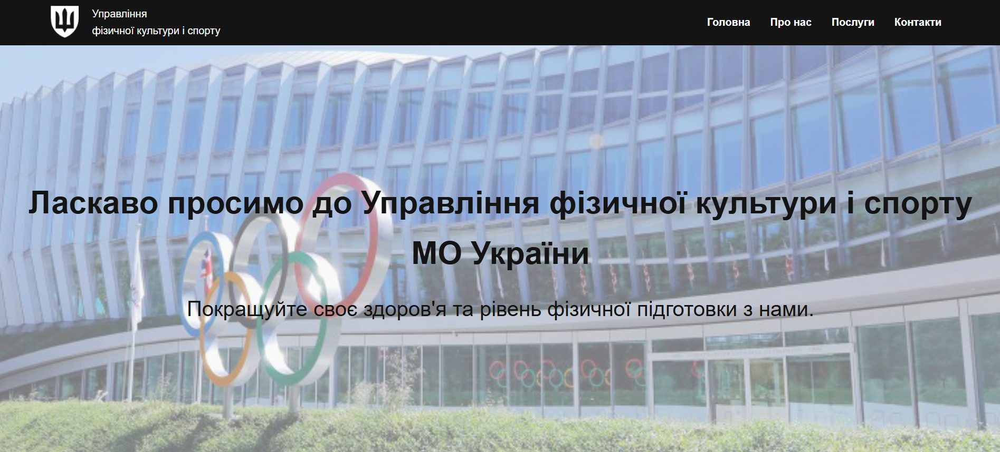 Управління
фізичної культури і спорту
Головна Про нас Послуги Контакти
Ласкаво просимо до Управління фізичної культури і спорту
МО України
Покращуйте своє здоров'я та рівень фізичної підготовки з нами.